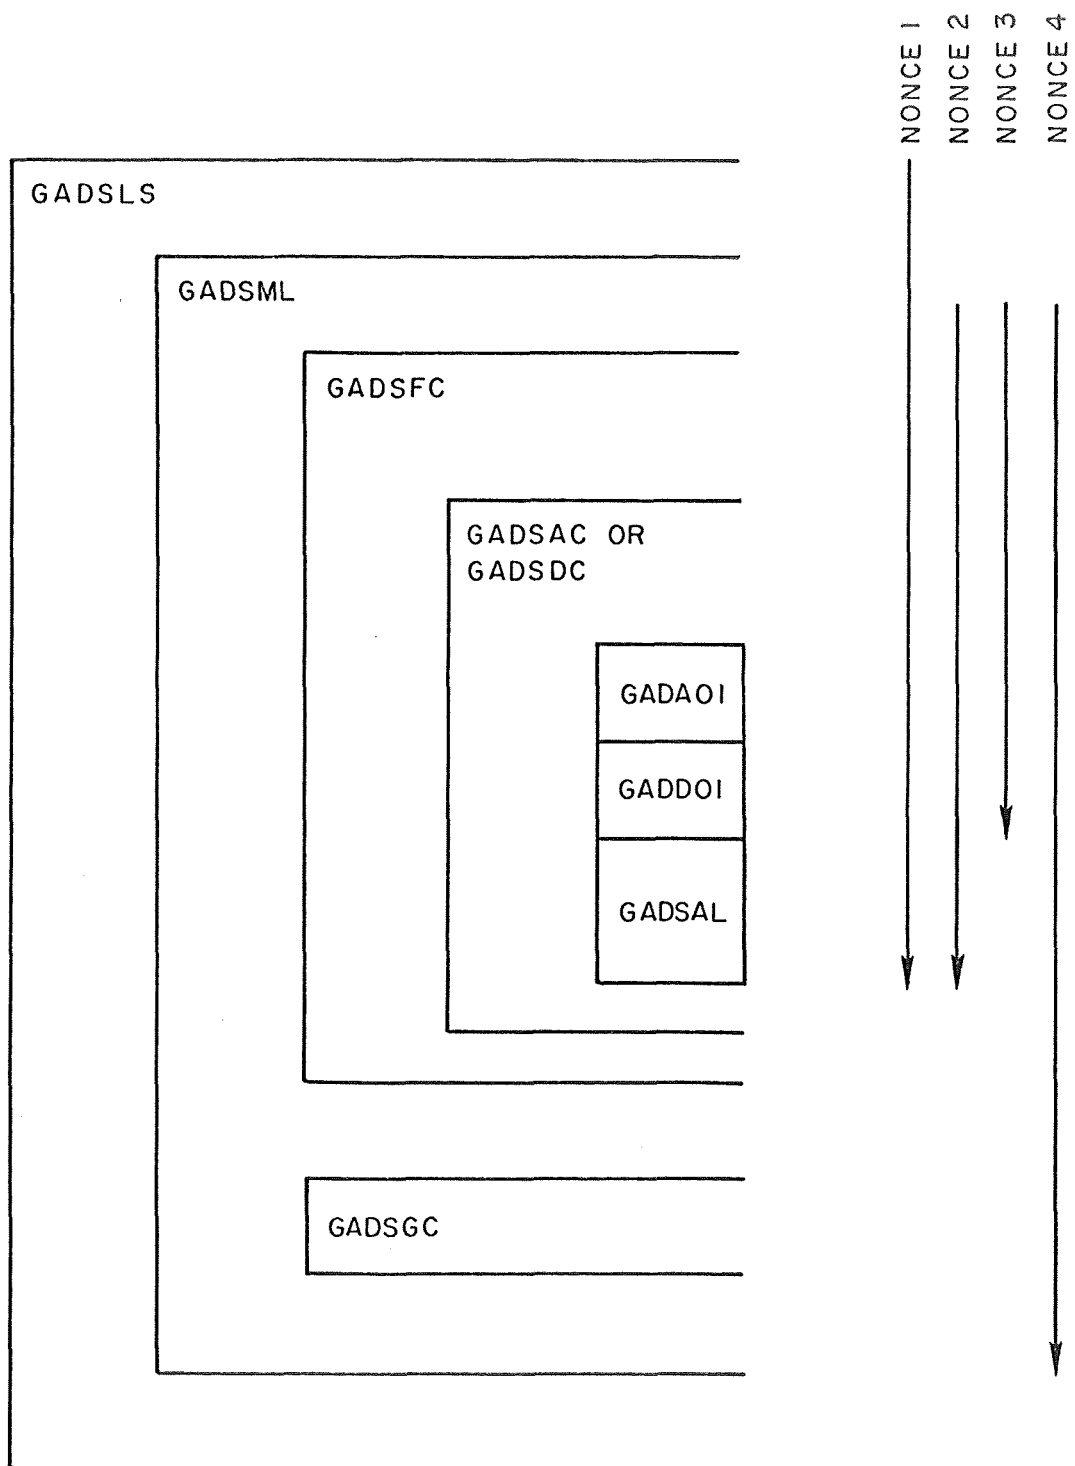 NONCE 1
NONCE 2
NONCE 3
NONCE 4
GADSLS
GADSML
GADSFC
GADSAC OR
GADSDC
GADAOI
GADDOI
GADSAL
GADSGC